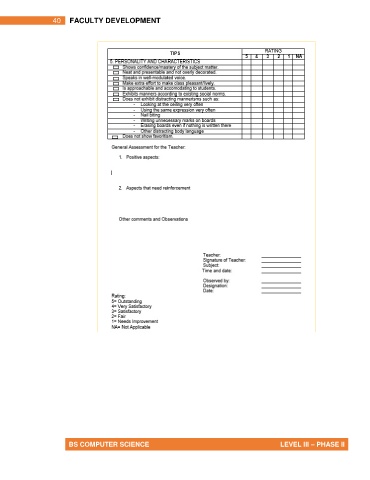 40 FACULTY DEVELOPMENT
TIPS
RATING
5 4 3 2 1 NA
B. PERSONALITY AND CHARACTERISTICS
Shows confidence/mastery of the subject matter.
Neat and presentable and not overly decorated.
Speaks in well-modulated voice.
Make extra effort to make class pleasant/lively.
Is approachable and accomodating to students.
Exhibits manners according to existing social norms.
Does not exhibit distracting mannerisms such as:
- Looking at the ceiling very often
- Using the same expression very often
- Nail biting
- Writing unnecessary marks on boards
- Erasing boards even if nothing is written there
- Other distracting body language
Does not show favoritism.
General Assessment for the Teacher:
1. Positive aspects:
2. Aspects that need reinforcement
Other comments and Observations
Teacher:
Signature of Teacher:
Subject:
Time and date:
Observed by:
Designation:
Date:
Rating:
5= Outstanding
4= Very Satisfactory
3= Satisfactory
2= Fair
1= Needs improvement
NA= Not Applicable
BS COMPUTER SCIENCE LEVEL III – PHASE II